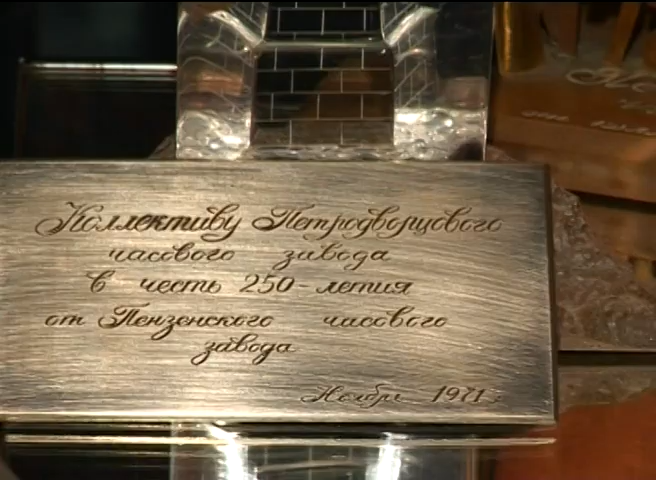 Коллективу Петродворцового
часового завода
в честь 250-летия
от Пензенского часового
завода
Ноябрь 1971 г.